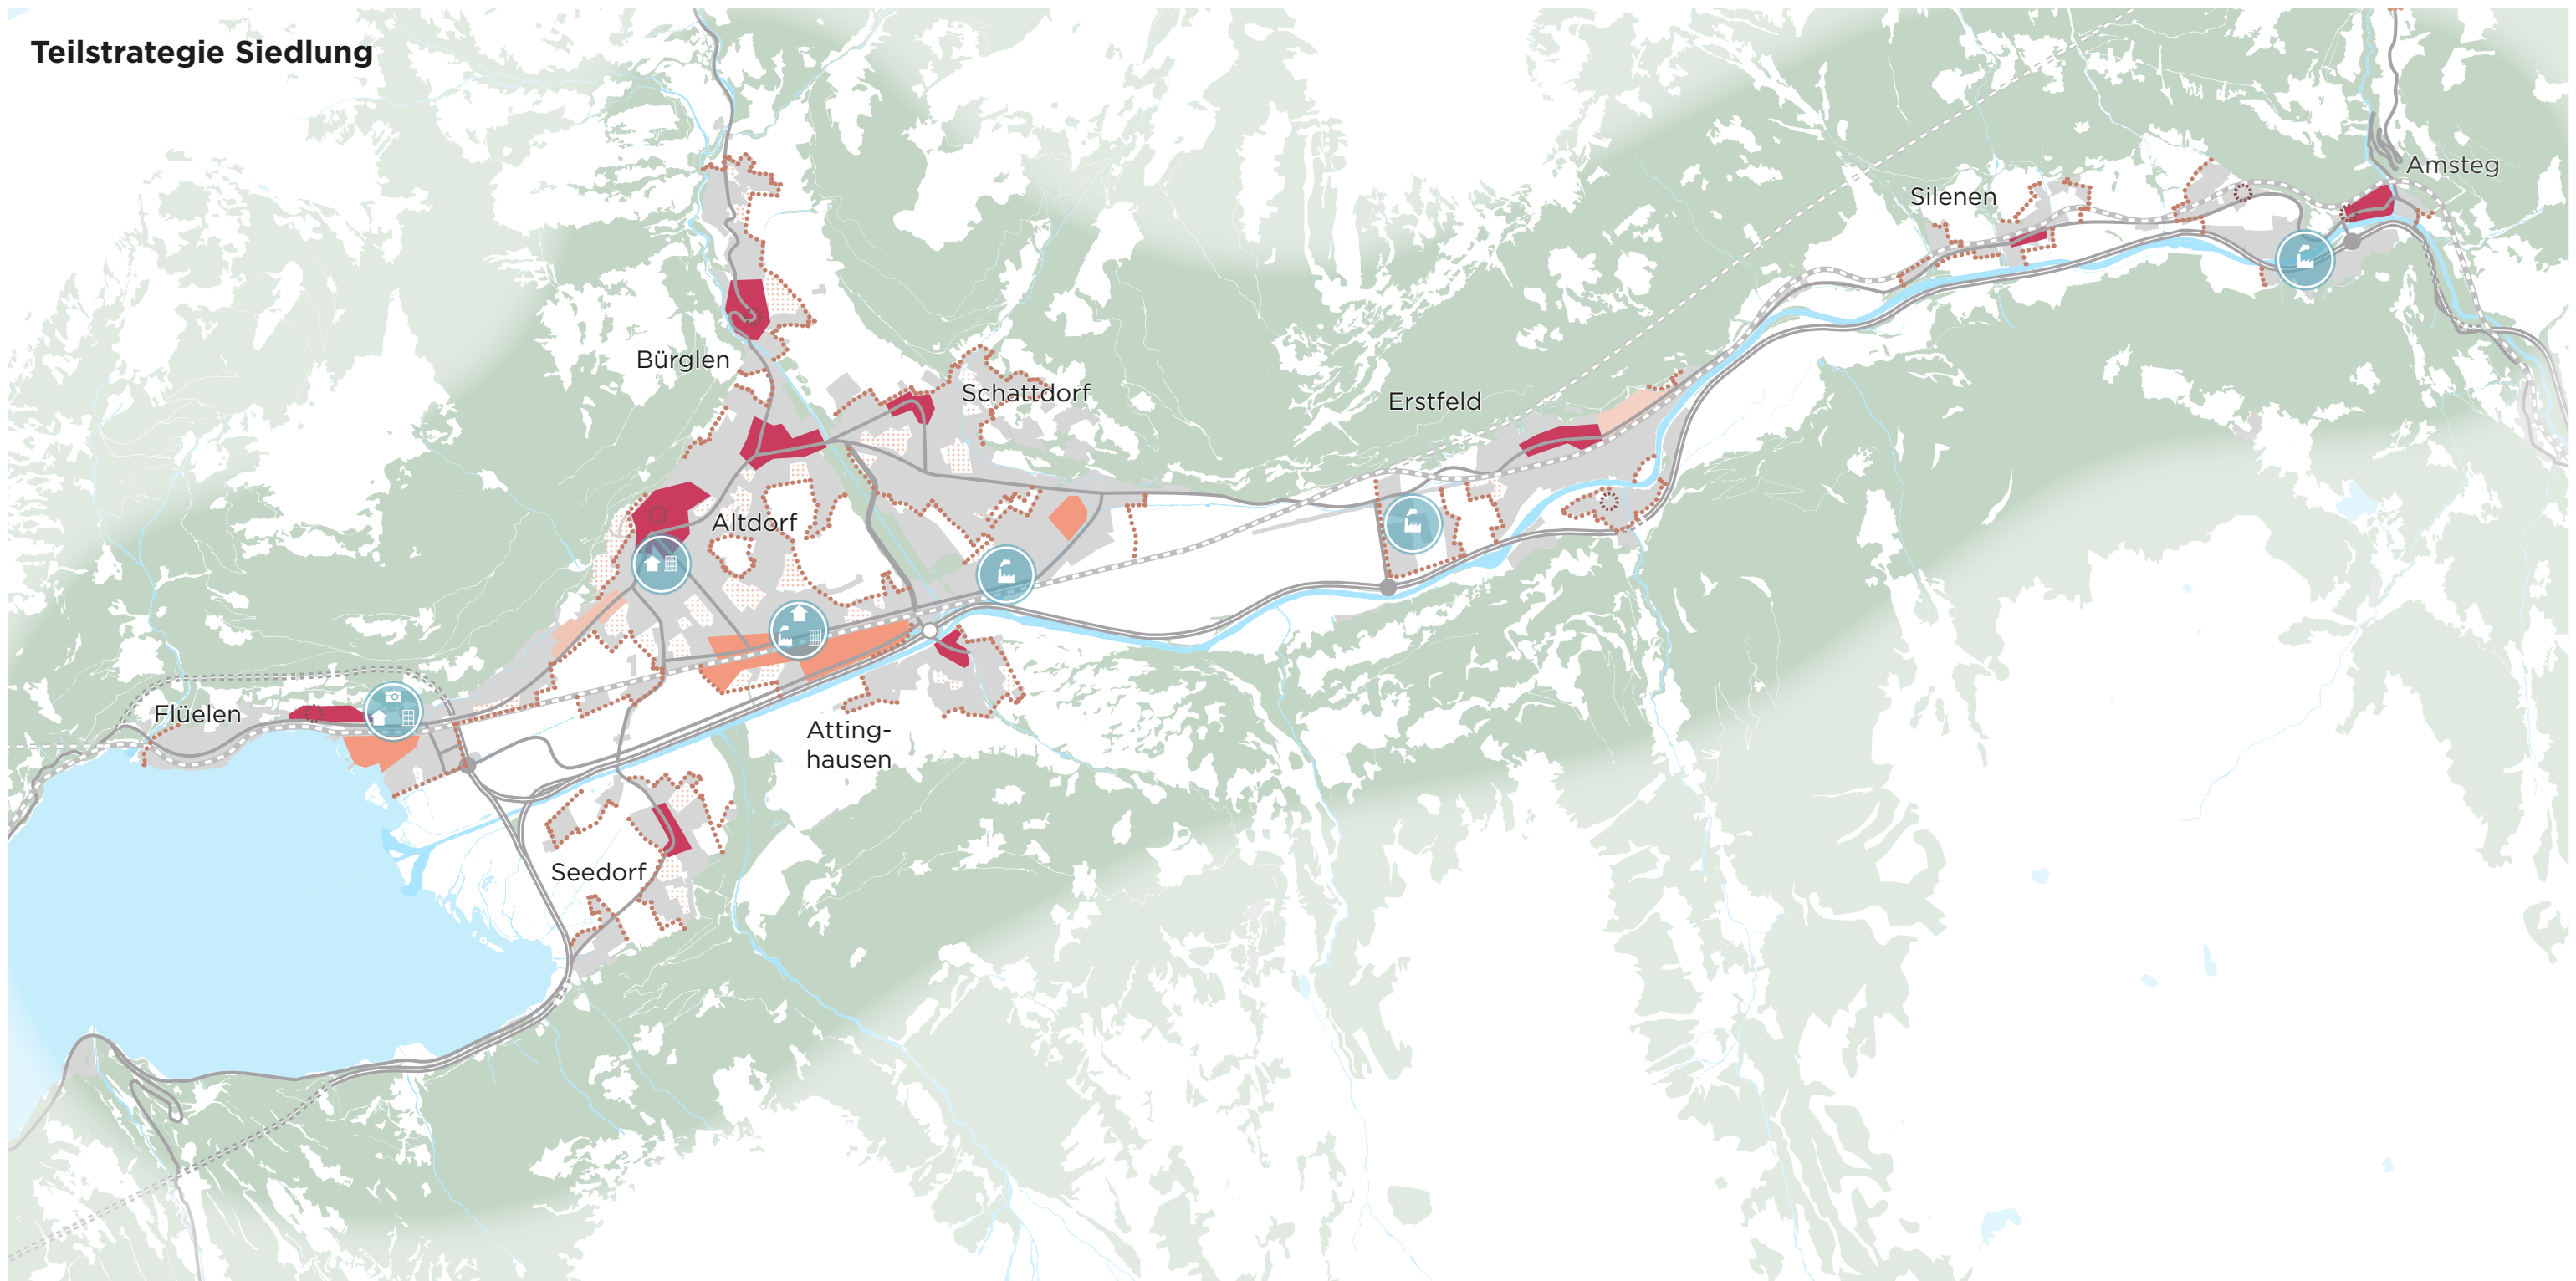 Teilstrategie Siedlung
Amsteg
Silenen
Bürglen
Schattdorf
Erstfeld
Altdorf
Flüelen
Atting-
hausen
Seedorf